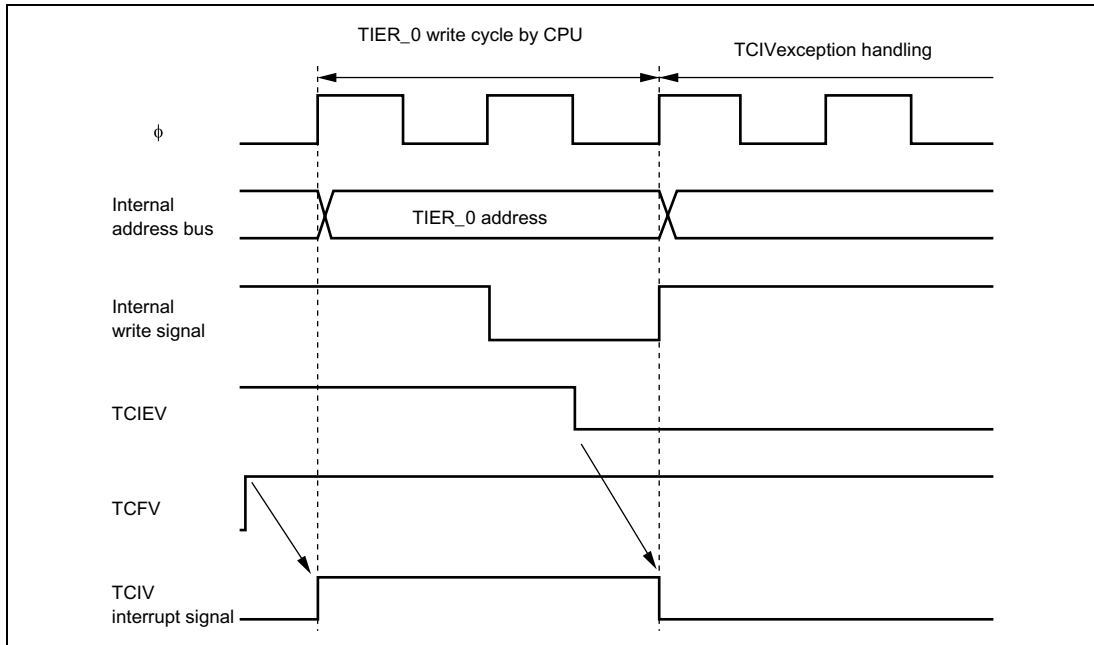 TIER_0 write cycle by CPU
TCIVexception handling
ϕ
Internal
address bus
TIER_0 address
Internal
write signal
TCIEV
TCFV
TCIV
interrupt signal